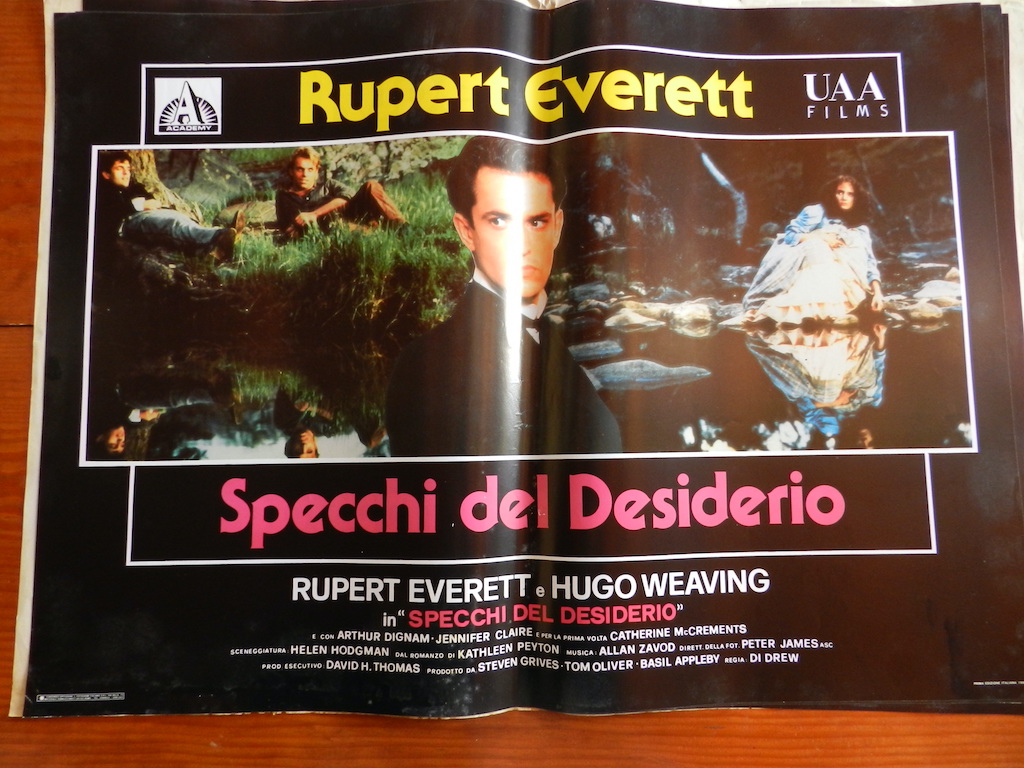 ACADEMY
Rupert Everett
UAA
FILMS
Specchi del Desiderio
RUPERT EVERETT e HUGO WEAVING
in "SPECCHI DEL DESIDERIO"
E CON ARTHUR DIGNAM · JENNIFER CLAIRE E PER LA PRIMA VOLTA CATHERINE McCREMENTS
SCENEGGIATURA: HELEN HODGMAN DAL ROMANZO DI KATHLEEN PEYTON MUSICA: ALLAN ZAVOD DIRETT. DELLA FOT. PETER JAMES ASC
PROD. ESECUTIVO: DAVID H. THOMAS PRODOTTO DA STEVEN GRIVES · TOM OLIVER · BASIL APPLEBY REGIA: DI DREW
PRIMA EDIZIONE ITALIANA